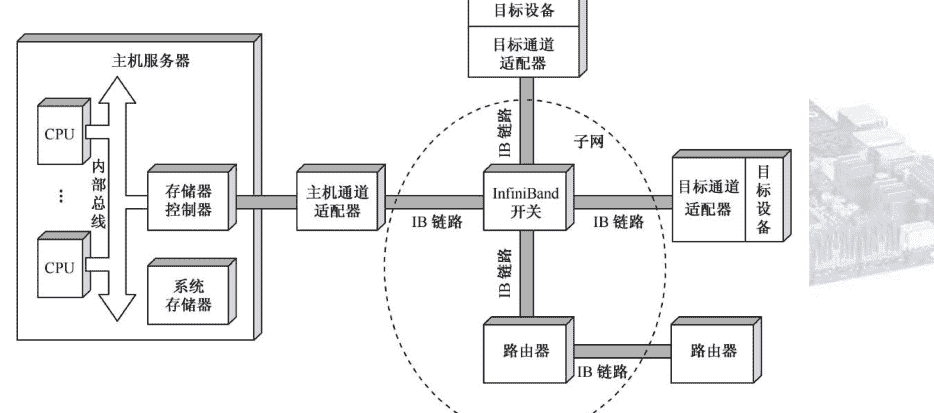 目标设备
目标通道
适配器
主机服务器
CPU
内部总线
…
CPU
存储器
控制器
系统
存储器
主机通道
适配器
IB 链路
IB 链路
子网
InfiniBand
开关
IB 链路
目标通道
适配器
目标设备
IB 链路
路由器
IB 链路
路由器